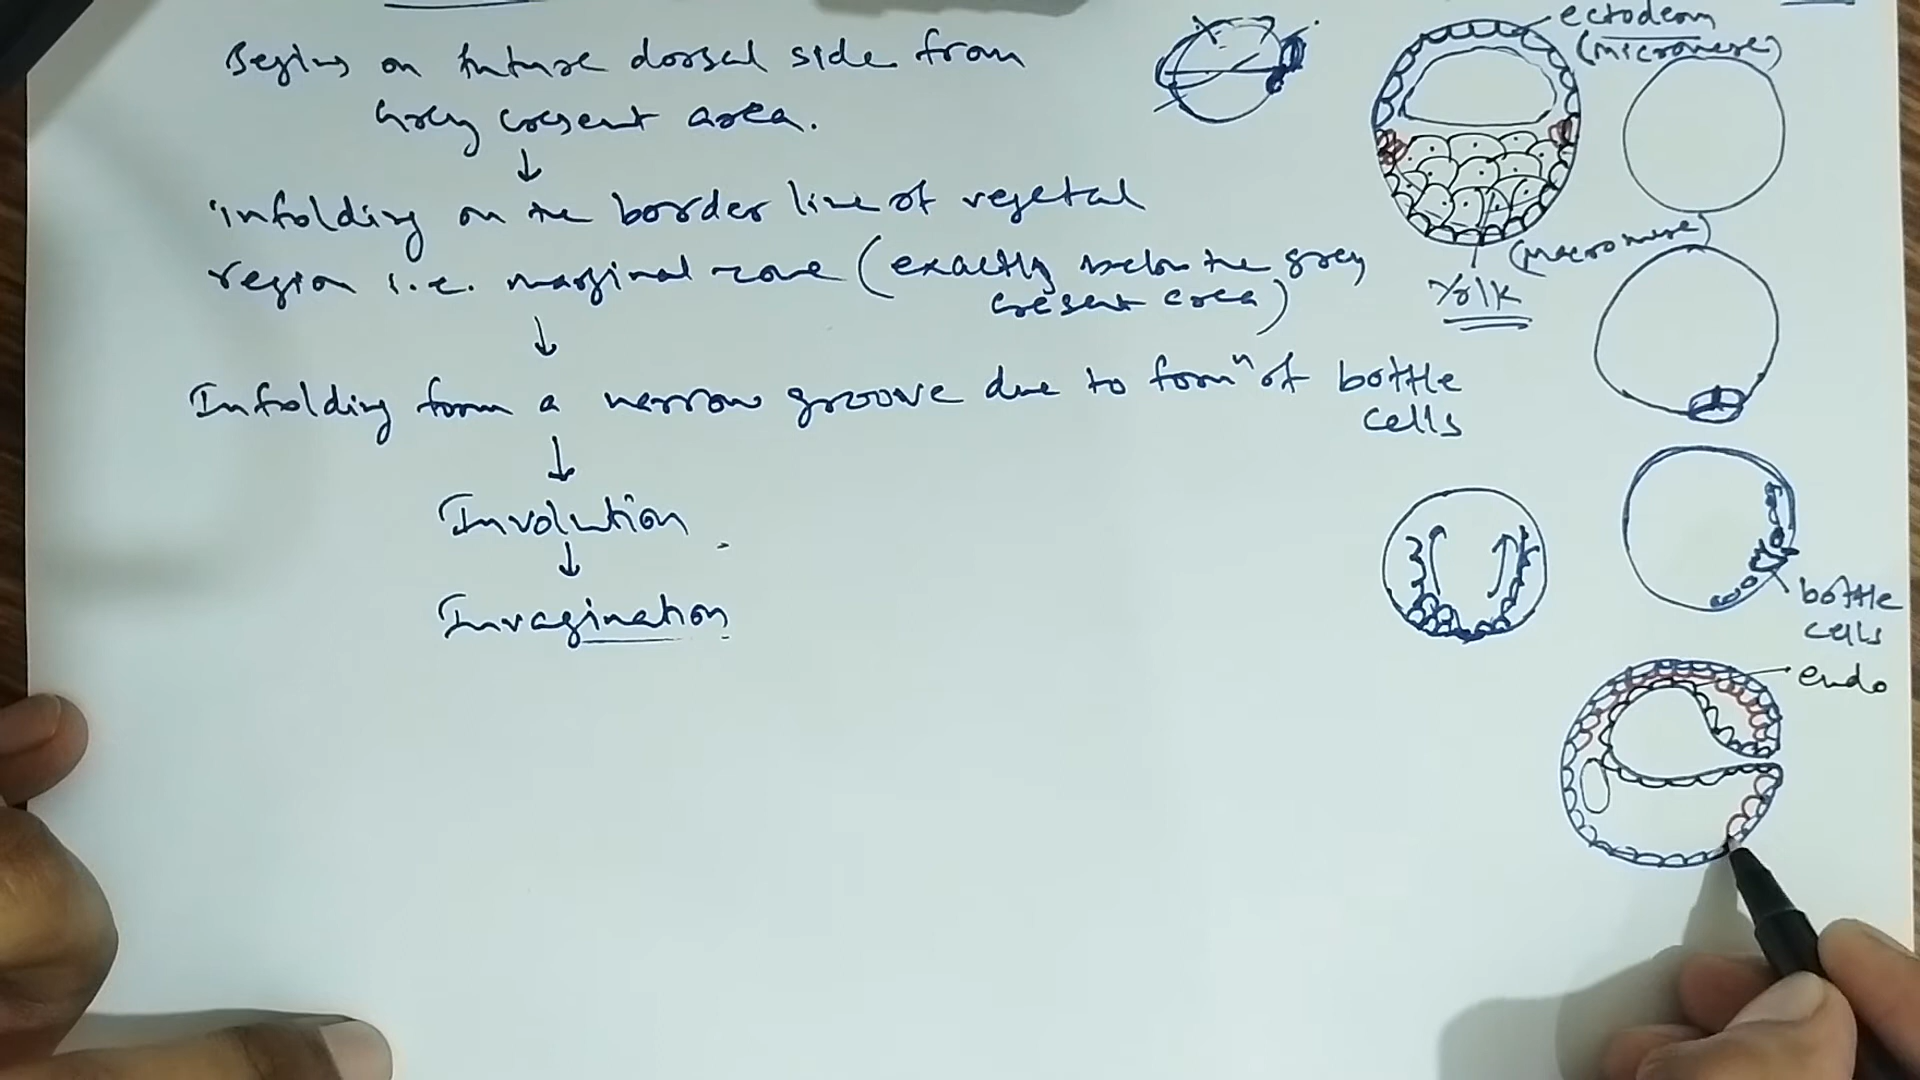 Begins on future dorsal side from
Grey cresent area.
↓
infolding on the border line of vegetal
region i.e. marginal zone (exactly below the grey
cresent area)
↓
Infolding form a narrow groove due to formⁿ of bottle
cells
↓
Involution
↓
Invagination
ectoderm
(micromere)
(macromere)
Yolk
bottle
cells
endo